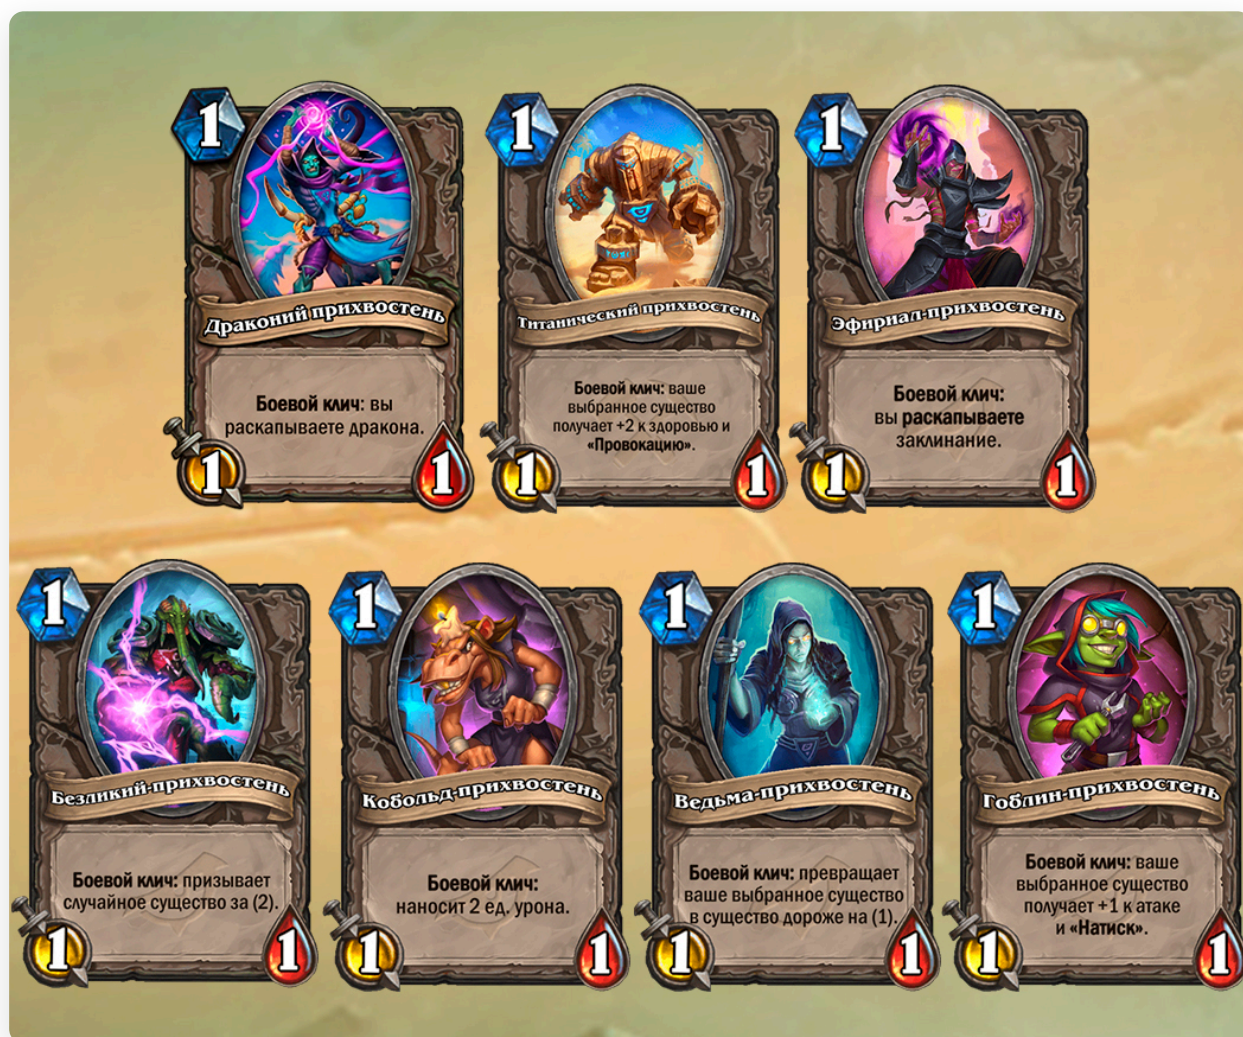 1
Драконий прихвостень
Боевой клич: вы
раскапываете дракона.
1
1
1
Титанический прихвостень
Боевой клич: ваше
выбранное существо
получает +2 к здоровью и
«Провокацию».
1
1
1
Эфириал-прихвостень
Боевой клич:
вы раскапываете
заклинание.
1
1
1
Безликий-прихвостень
Боевой клич: призывает
случайное существо за (2).
1
1
1
Кобольд-прихвостень
Боевой клич:
наносит 2 ед. урона.
1
1
1
Ведьма-прихвостень
Боевой клич: превращает
ваше выбранное существо
в существо дороже на (1).
1
1
1
Гоблин-прихвостень
Боевой клич: ваше
выбранное существо
получает +1 к атаке
и «Натиск».
1
1